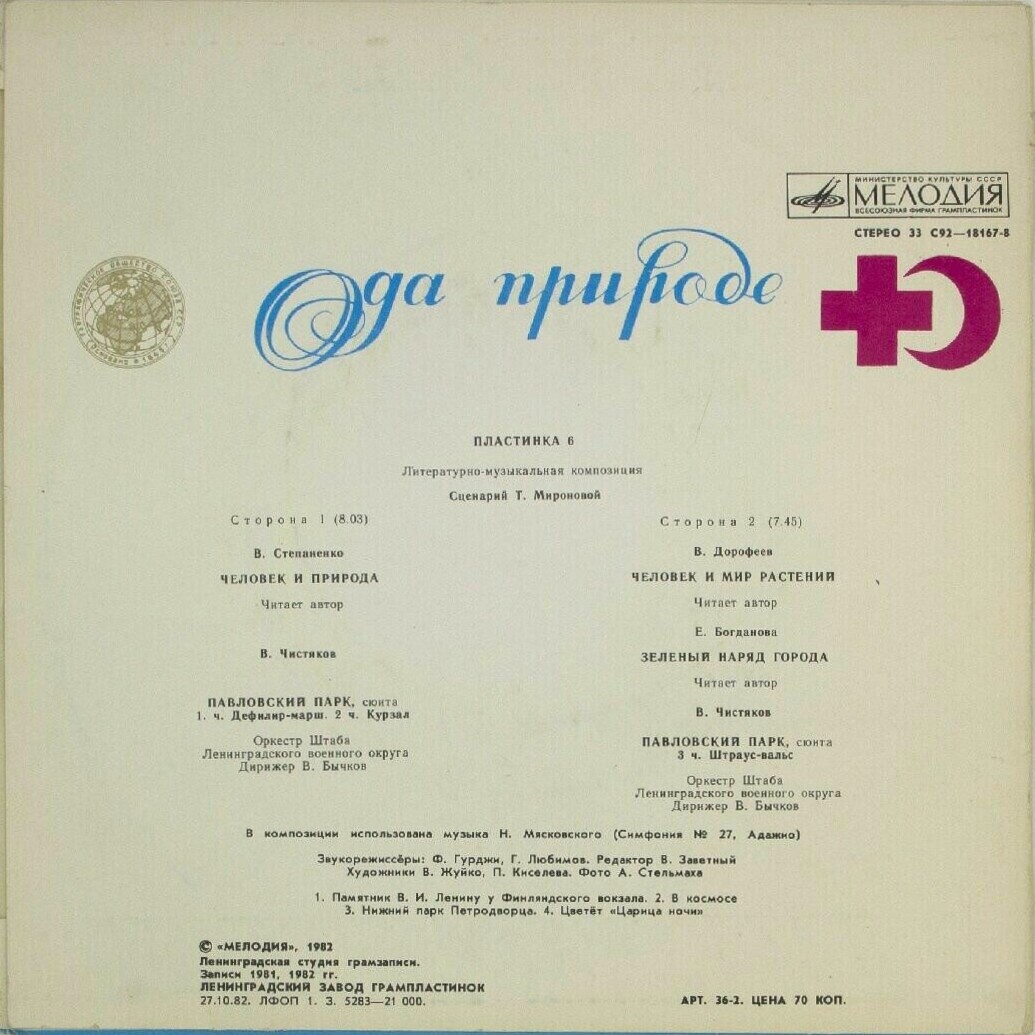 МИНИСТЕРСТВО КУЛЬТУРЫ СССР
МЕЛОДИЯ
ВСЕСОЮЗНАЯ ФИРМА ГРАМПЛАСТИНОК
СТЕРЕО 33 С92—18167-8
ГЕОГРАФИЧЕСКОЕ ОБЩЕСТВО СОЮЗА ССР
Ода природе
ПЛАСТИНКА 6
Литературно-музыкальная композиция
Сценарий Т. Мироновой
Сторона 1 (8.03)
В. Степаненко
ЧЕЛОВЕК И ПРИРОДА
Читает автор
В. Чистяков
ПАВЛОВСКИЙ ПАРК, сюита
1. ч. Дефилир-марш. 2 ч. Курзал
Оркестр Штаба
Ленинградского военного округа
Дирижер В. Бычков
Сторона 2 (7.45)
В. Дорофеев
ЧЕЛОВЕК И МИР РАСТЕНИЙ
Читает автор
Е. Богданова
ЗЕЛЕНЫЙ НАРЯД ГОРОДА
Читает автор
В. Чистяков
ПАВЛОВСКИЙ ПАРК, сюита
3 ч. Штраус-вальс
Оркестр Штаба
Ленинградского военного округа
Дирижер В. Бычков
В композиции использована музыка Н. Мясковского (Симфония № 27, Адажио)
Звукорежиссёры: Ф. Гурджи, Г. Любимов. Редактор В. Заветный
Художники В. Жуйко, П. Киселева. Фото А. Стельмаха
1. Памятник В. И. Ленину у Финляндского вокзала. 2. В космосе
3. Нижний парк Петродворца. 4. Цветёт «Царица ночи»
© «МЕЛОДИЯ», 1982
Ленинградская студия грамзаписи.
Записи 1981, 1982 гг.
ЛЕНИНГРАДСКИЙ ЗАВОД ГРАМПЛАСТИНОК
27.10.82. ЛФОП 1. З. 5283—21 000.
АРТ. 36-2. ЦЕНА 70 КОП.